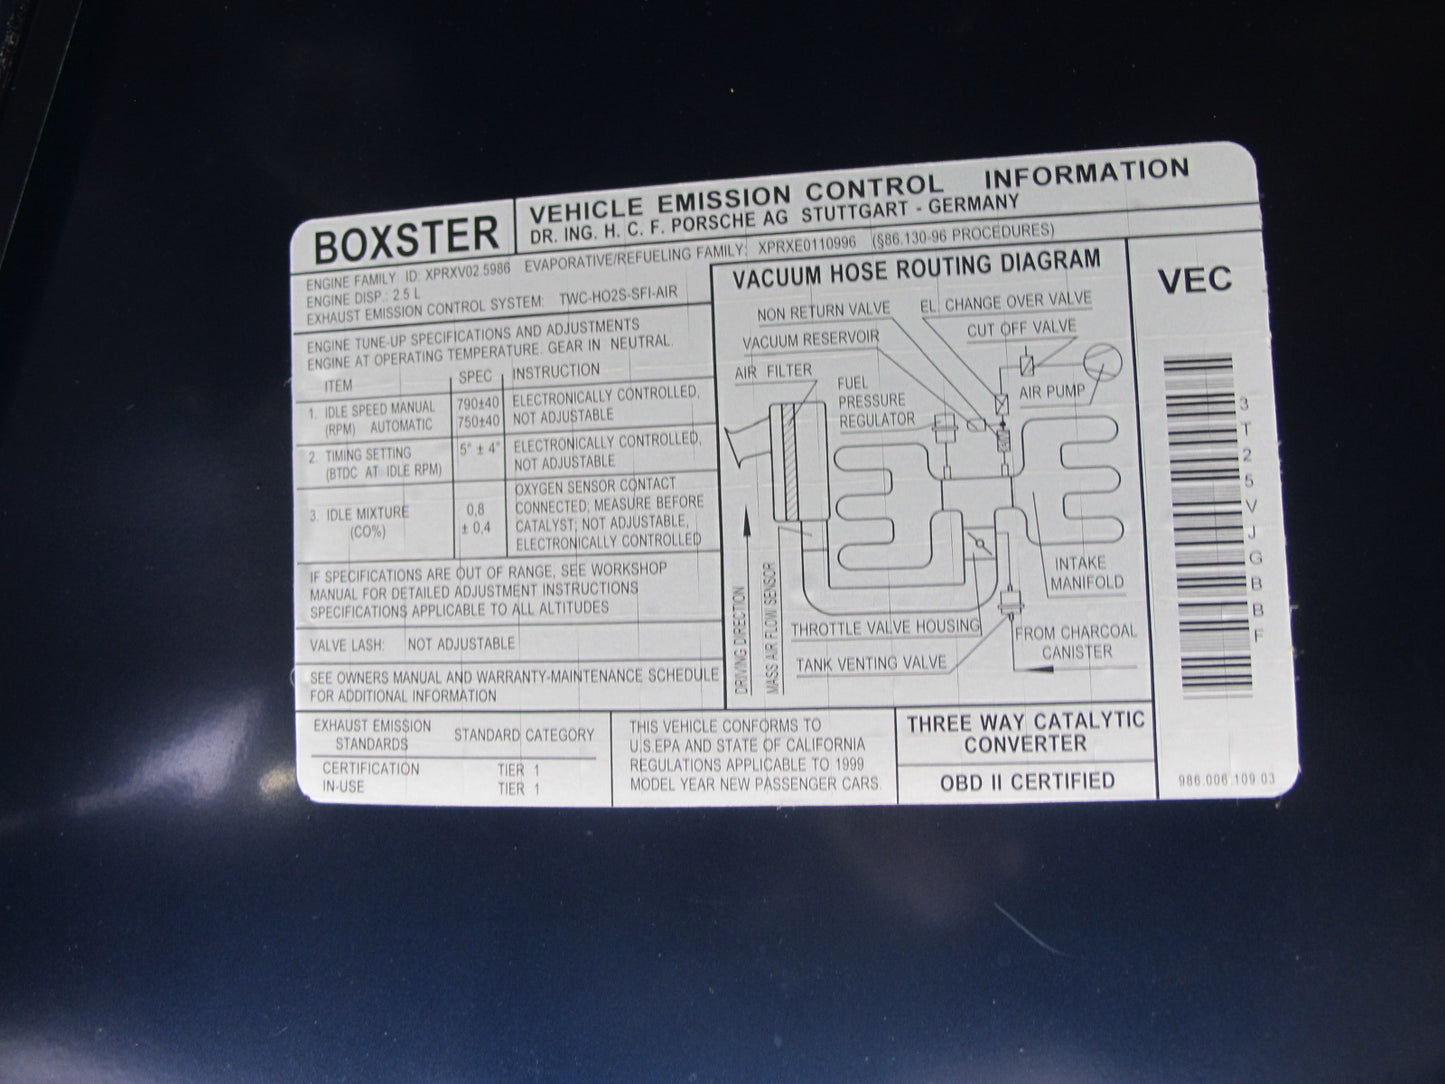 BOXSTER
VEHICLE EMISSION CONTROL INFORMATION
DR. ING. H. C. F. PORSCHE AG STUTTGART - GERMANY
ENGINE FAMILY ID: XPRXV02.5986 EVAPORATIVE/REFUELING FAMILY: XPRXE0110996 (§86.130-96 PROCEDURES)
ENGINE DISP.: 2.5 L
EXHAUST EMISSION CONTROL SYSTEM: TWC-HO2S-SFI-AIR
ENGINE TUNE-UP SPECIFICATIONS AND ADJUSTMENTS
ENGINE AT OPERATING TEMPERATURE. GEAR IN NEUTRAL.
ITEM SPEC INSTRUCTION
1. IDLE SPEED MANUAL 790±40 ELECTRONICALLY CONTROLLED,
(RPM) AUTOMATIC 750±40 NOT ADJUSTABLE
2. TIMING SETTING 5° ± 4° ELECTRONICALLY CONTROLLED,
(BTDC AT IDLE RPM) NOT ADJUSTABLE
3. IDLE MIXTURE
(CO%)
0,8
± 0,4
OXYGEN SENSOR CONTACT
CONNECTED; MEASURE BEFORE
CATALYST; NOT ADJUSTABLE,
ELECTRONICALLY CONTROLLED
IF SPECIFICATIONS ARE OUT OF RANGE, SEE WORKSHOP
MANUAL FOR DETAILED ADJUSTMENT INSTRUCTIONS
SPECIFICATIONS APPLICABLE TO ALL ALTITUDES
VALVE LASH: NOT ADJUSTABLE
SEE OWNERS MANUAL AND WARRANTY-MAINTENANCE SCHEDULE
FOR ADDITIONAL INFORMATION
VACUUM HOSE ROUTING DIAGRAM
NON RETURN VALVE
EL. CHANGE OVER VALVE
VACUUM RESERVOIR
CUT OFF VALVE
AIR FILTER
FUEL
PRESSURE
REGULATOR
AIR PUMP
DRIVING DIRECTION
MASS AIR FLOW SENSOR
INTAKE
MANIFOLD
THROTTLE VALVE HOUSING
FROM CHARCOAL
CANISTER
TANK VENTING VALVE
VEC
3T25VJGBBF
EXHAUST EMISSION
STANDARDS
STANDARD CATEGORY
CERTIFICATION TIER 1
IN-USE TIER 1
THIS VEHICLE CONFORMS TO
U.S.EPA AND STATE OF CALIFORNIA
REGULATIONS APPLICABLE TO 1999
MODEL YEAR NEW PASSENGER CARS.
THREE WAY CATALYTIC
CONVERTER
OBD II CERTIFIED
986.006.109.03